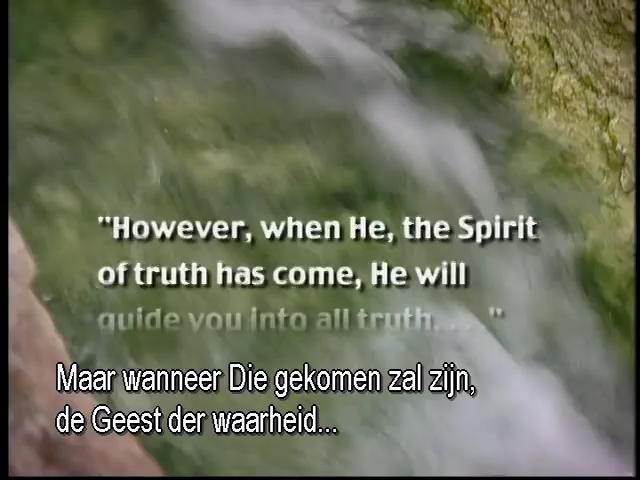 "However, when He, the Spirit
of truth has come, He will
guide you into all truth. . . ."
Maar wanneer Die gekomen zal zijn,
de Geest der waarheid...